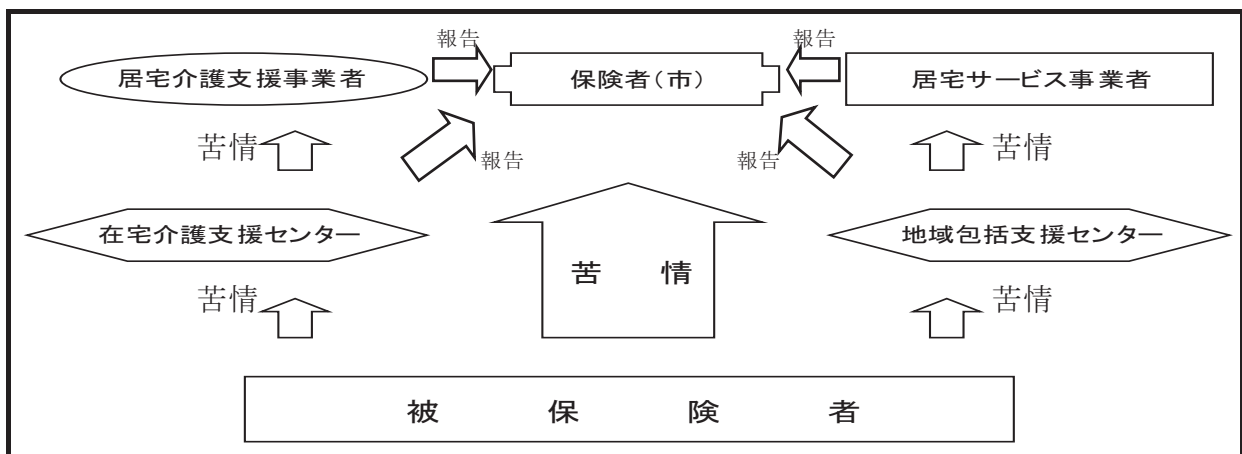 報告
報告
居宅介護支援事業者
保険者(市)
居宅サービス事業者
苦情
苦情
報告
報告
在宅介護支援センター
地域包括支援センター
苦情
苦情
苦情
被保険者